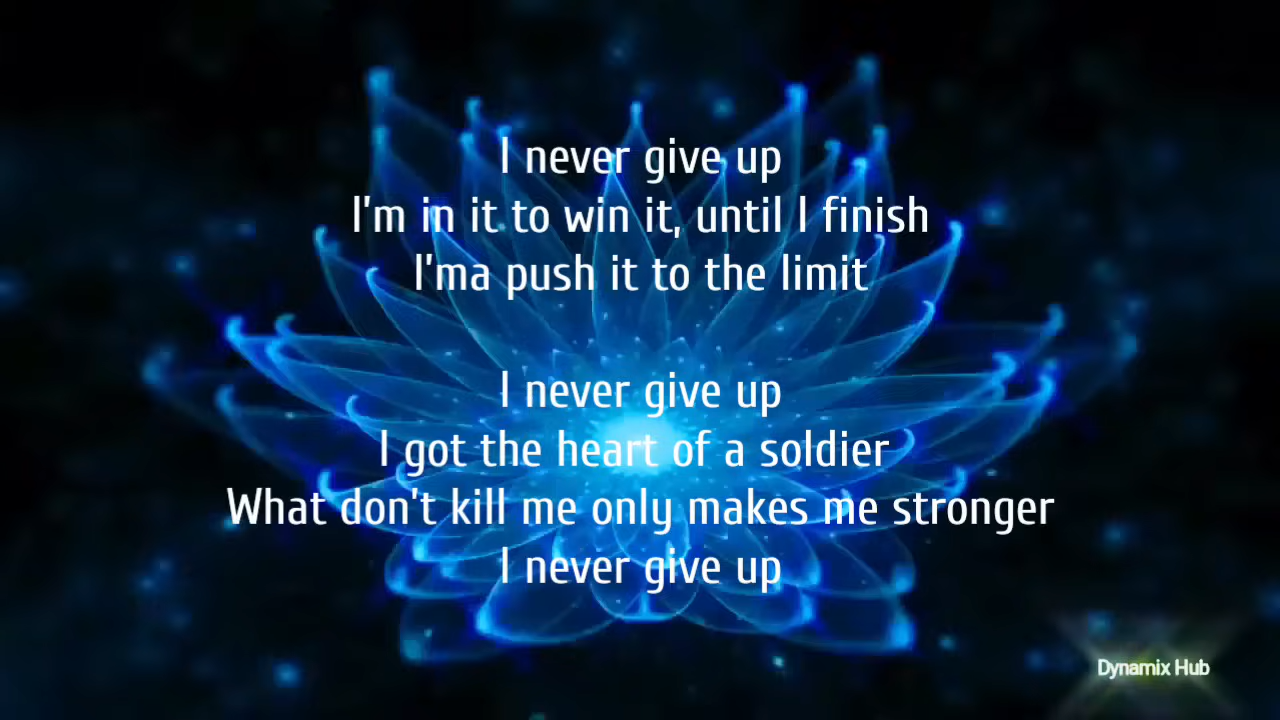 I never give up
I'm in it to win it, until I finish
I'ma push it to the limit
I never give up
I got the heart of a soldier
What don't kill me only makes me stronger
I never give up
Dynamix Hub